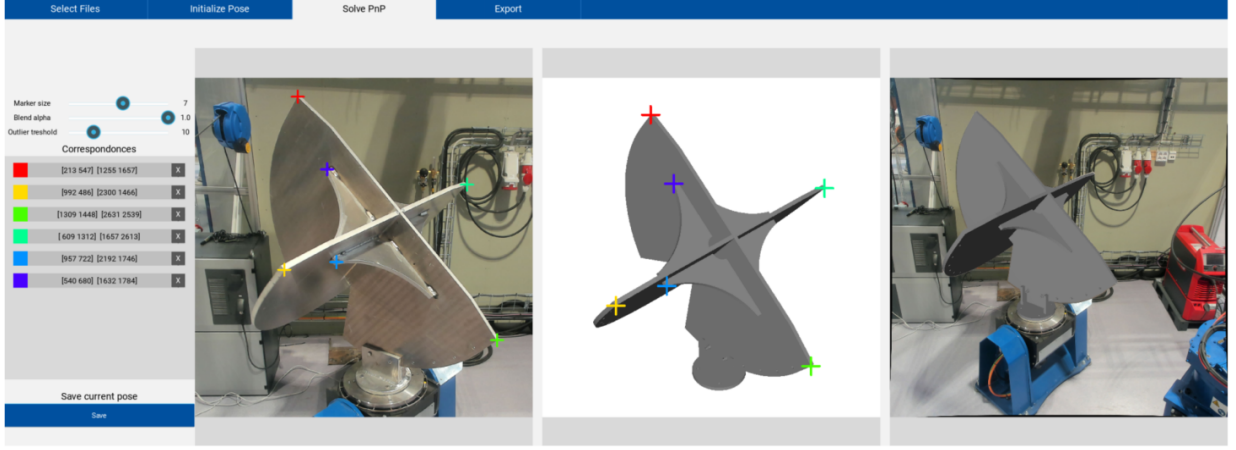 Select Files
Initialize Pose
Solve PnP
Export
Marker size 7
Blend alpha 1.0
Outlier treshold 10
Correspondonces
[213 547] [1255 1657] X
[992 486] [2300 1466] X
[1309 1448] [2631 2539] X
[ 609 1312] [1657 2613] X
[957 722] [2192 1746] X
[540 680] [1632 1784] X
Save current pose
Save